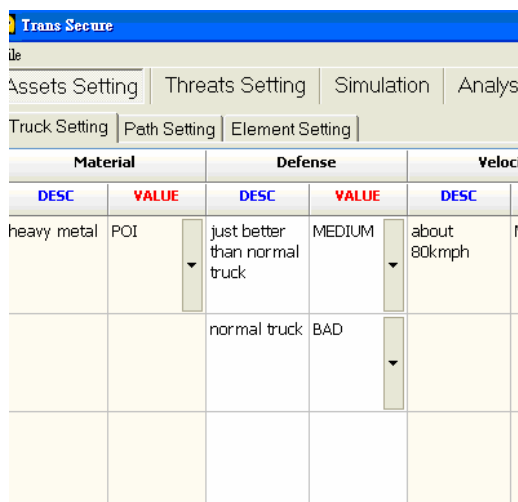 Trans Secure
ile
Assets Setting Threats Setting Simulation Analys
Truck Setting Path Setting Element Setting
Material Defense Veloc
DESC VALUE DESC VALUE DESC
heavy metal POI just better MEDIUM about
than normal 80kmph
truck
normal truck BAD